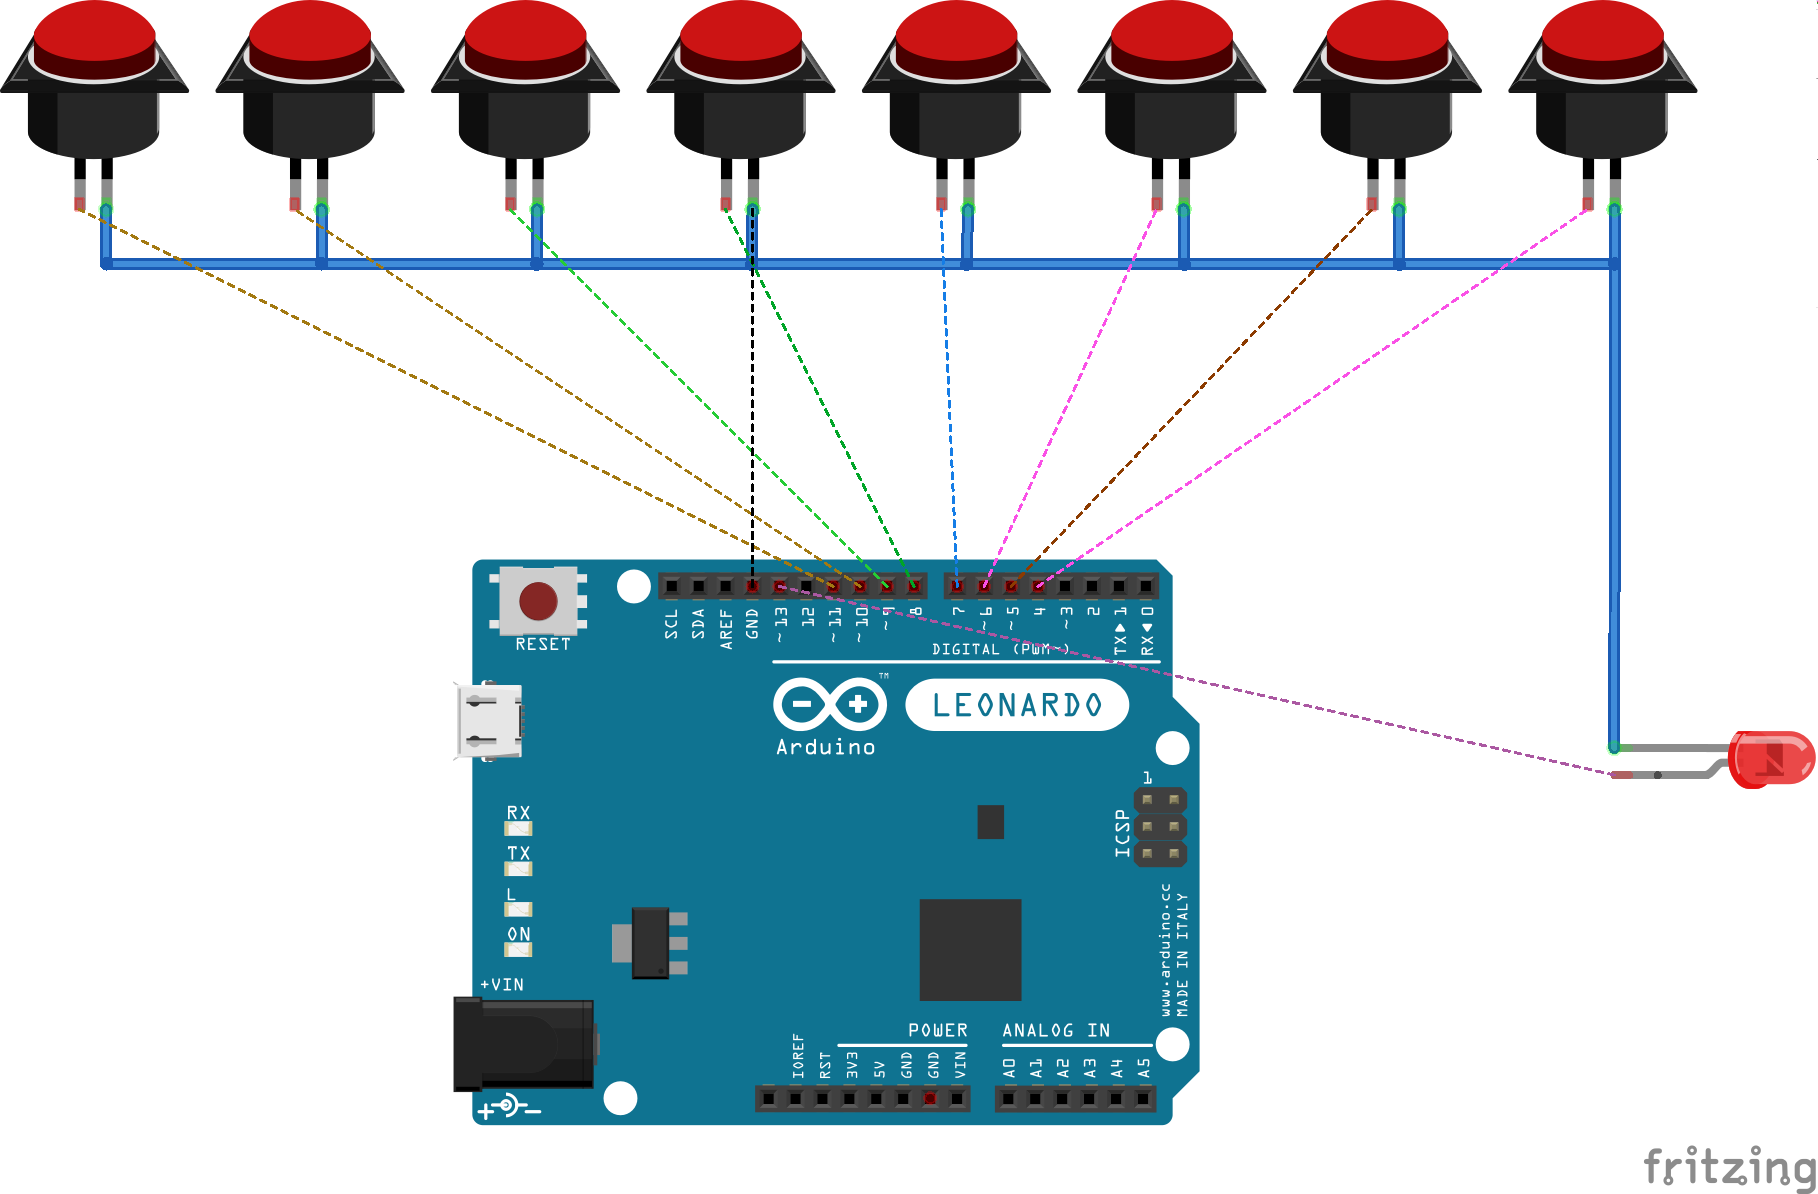 RESET
SCL
SDA
AREF
GND
~13
12
~11
~10
~9
8
7
~6
~5
4
~3
2
TX▶1
RX◀0
DIGITAL (PWM~)
TM
LEONARDO
Arduino
1
ICSP
RX
TX
L
ON
+VIN
www.arduino.cc
MADE IN ITALY
POWER
ANALOG IN
IOREF
RST
3V3
5V
GND
GND
VIN
A0
A1
A2
A3
A4
A5
+ -
fritzing